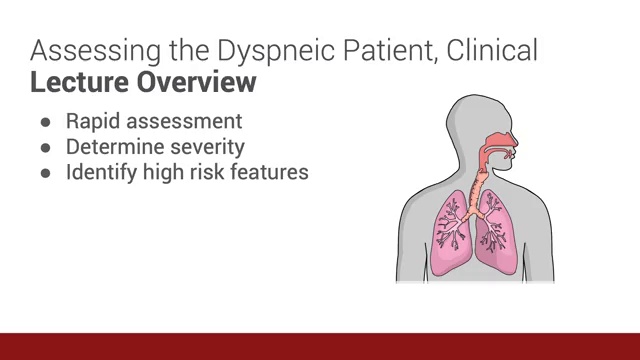 Assessing the Dyspneic Patient, Clinical
Lecture Overview
● Rapid assessment
● Determine severity
● Identify high risk features